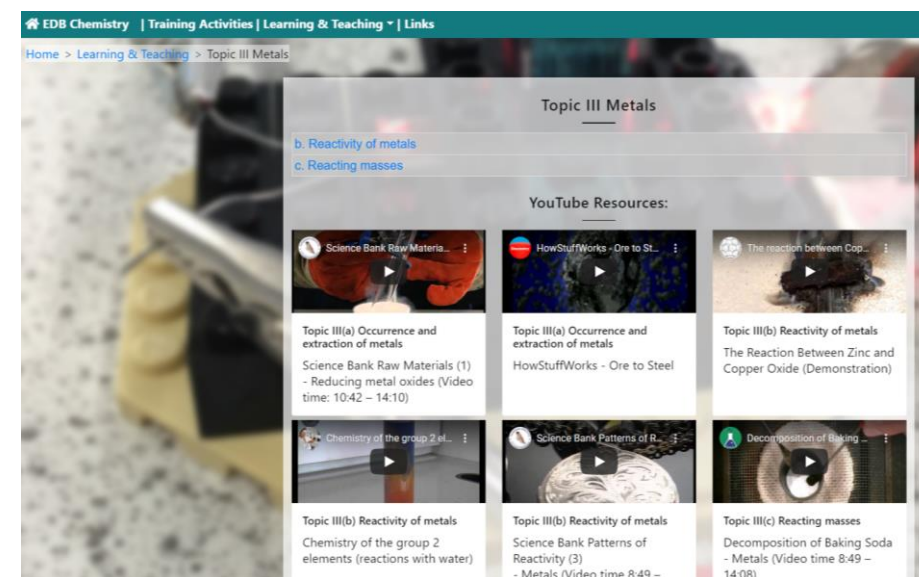 EDB Chemistry | Training Activities | Learning & Teaching | Links
Home > Learning & Teaching > Topic III Metals
Topic III Metals
b. Reactivity of metals
c. Reacting masses
YouTube Resources:
Science Bank Raw Materia...
Topic III(a) Occurrence and
extraction of metals
Science Bank Raw Materials (1)
- Reducing metal oxides (Video
time: 10:42 – 14:10)
HowStuffWorks - Ore to St...
Topic III(a) Occurrence and
extraction of metals
HowStuffWorks - Ore to Steel
The reaction between Cop...
Topic III(b) Reactivity of metals
The Reaction Between Zinc and
Copper Oxide (Demonstration)
Chemistry of the group 2 el...
Topic III(b) Reactivity of metals
Chemistry of the group 2
elements (reactions with water)
Science Bank Patterns of R...
Topic III(b) Reactivity of metals
Science Bank Patterns of
Reactivity (3)
- Metals (Video time 8:49 –
Decomposition of Baking ...
Topic III(c) Reacting masses
Decomposition of Baking Soda
- Metals (Video time 8:49 –
14:08)